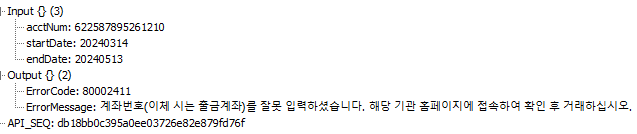 Input {} (3)
acctNum: 622587895261210
startDate: 20240314
endDate: 20240513
Output {} (2)
ErrorCode: 80002411
ErrorMessage: 계좌번호(이체 시는 출금계좌)를 잘못 입력하셨습니다. 해당 기관 홈페이지에 접속하여 확인 후 거래하십시오.
API_SEQ: db18bb0c395a0ee03726e82e879fd76f